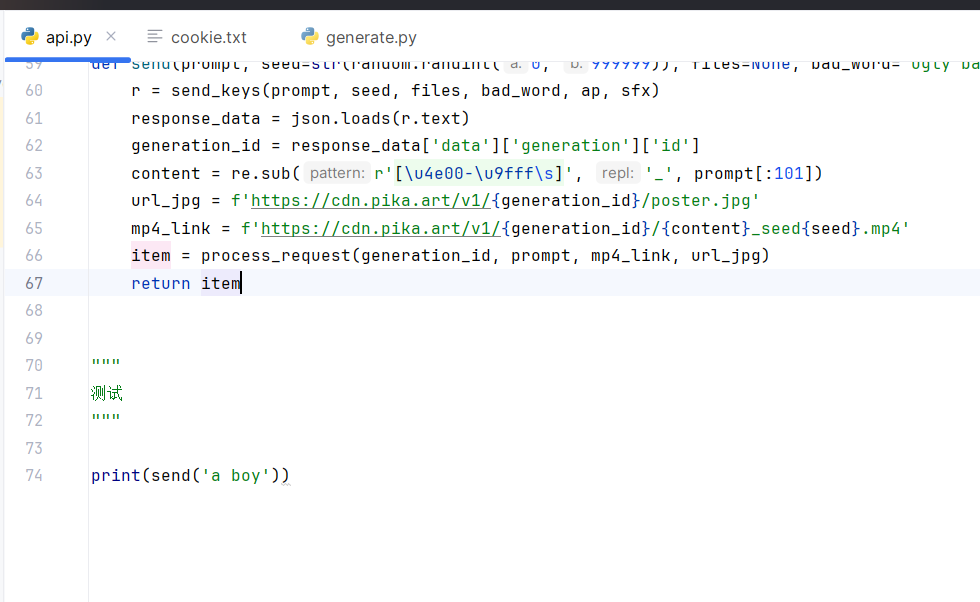 api.py
cookie.txt
generate.py
59 def send(prompt, seed=str(random.randint( a: 0, b: 999999)), files=None, bad_word='Ugly ba
60 r = send_keys(prompt, seed, files, bad_word, ap, sfx)
61 response_data = json.loads(r.text)
62 generation_id = response_data['data']['generation']['id']
63 content = re.sub( pattern: r'[\u4e00-\u9fff\s]', repl: '_', prompt[:101])
64 url_jpg = f'https://cdn.pika.art/v1/{generation_id}/poster.jpg'
65 mp4_link = f'https://cdn.pika.art/v1/{generation_id}/{content}_seed{seed}.mp4'
66 item = process_request(generation_id, prompt, mp4_link, url_jpg)
67 return item
68
69
70 """
71 测试
72 """
73
74 print(send('a boy'))